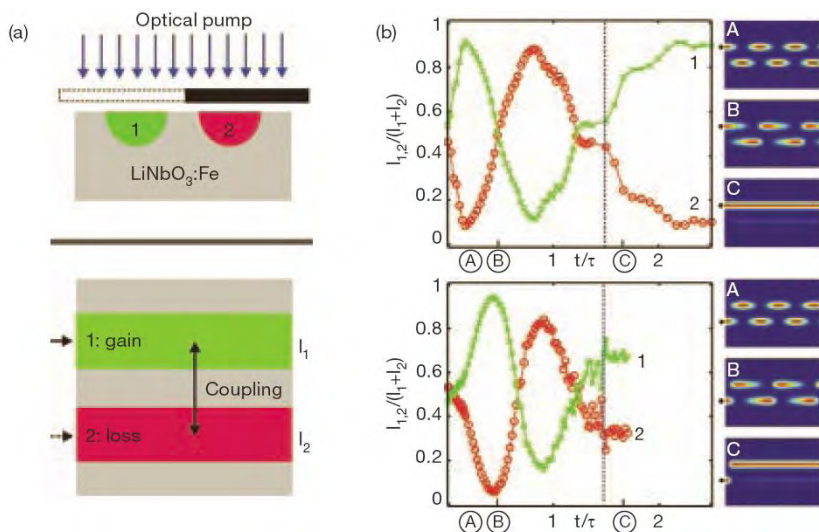 (a)
Optical pump
1
2
LiNbO₃:Fe
1: gain
I₁
Coupling
2: loss
I₂
(b)
I₁,₂/(I₁+I₂)
1
0.8
0.6
0.4
0.2
0
1
2
Ⓐ Ⓑ 1 t/τ Ⓒ 2
A
B
C
I₁,₂/(I₁+I₂)
1
0.8
0.6
0.4
0.2
0
1
2
Ⓐ Ⓑ 1 t/τ Ⓒ 2
A
B
C